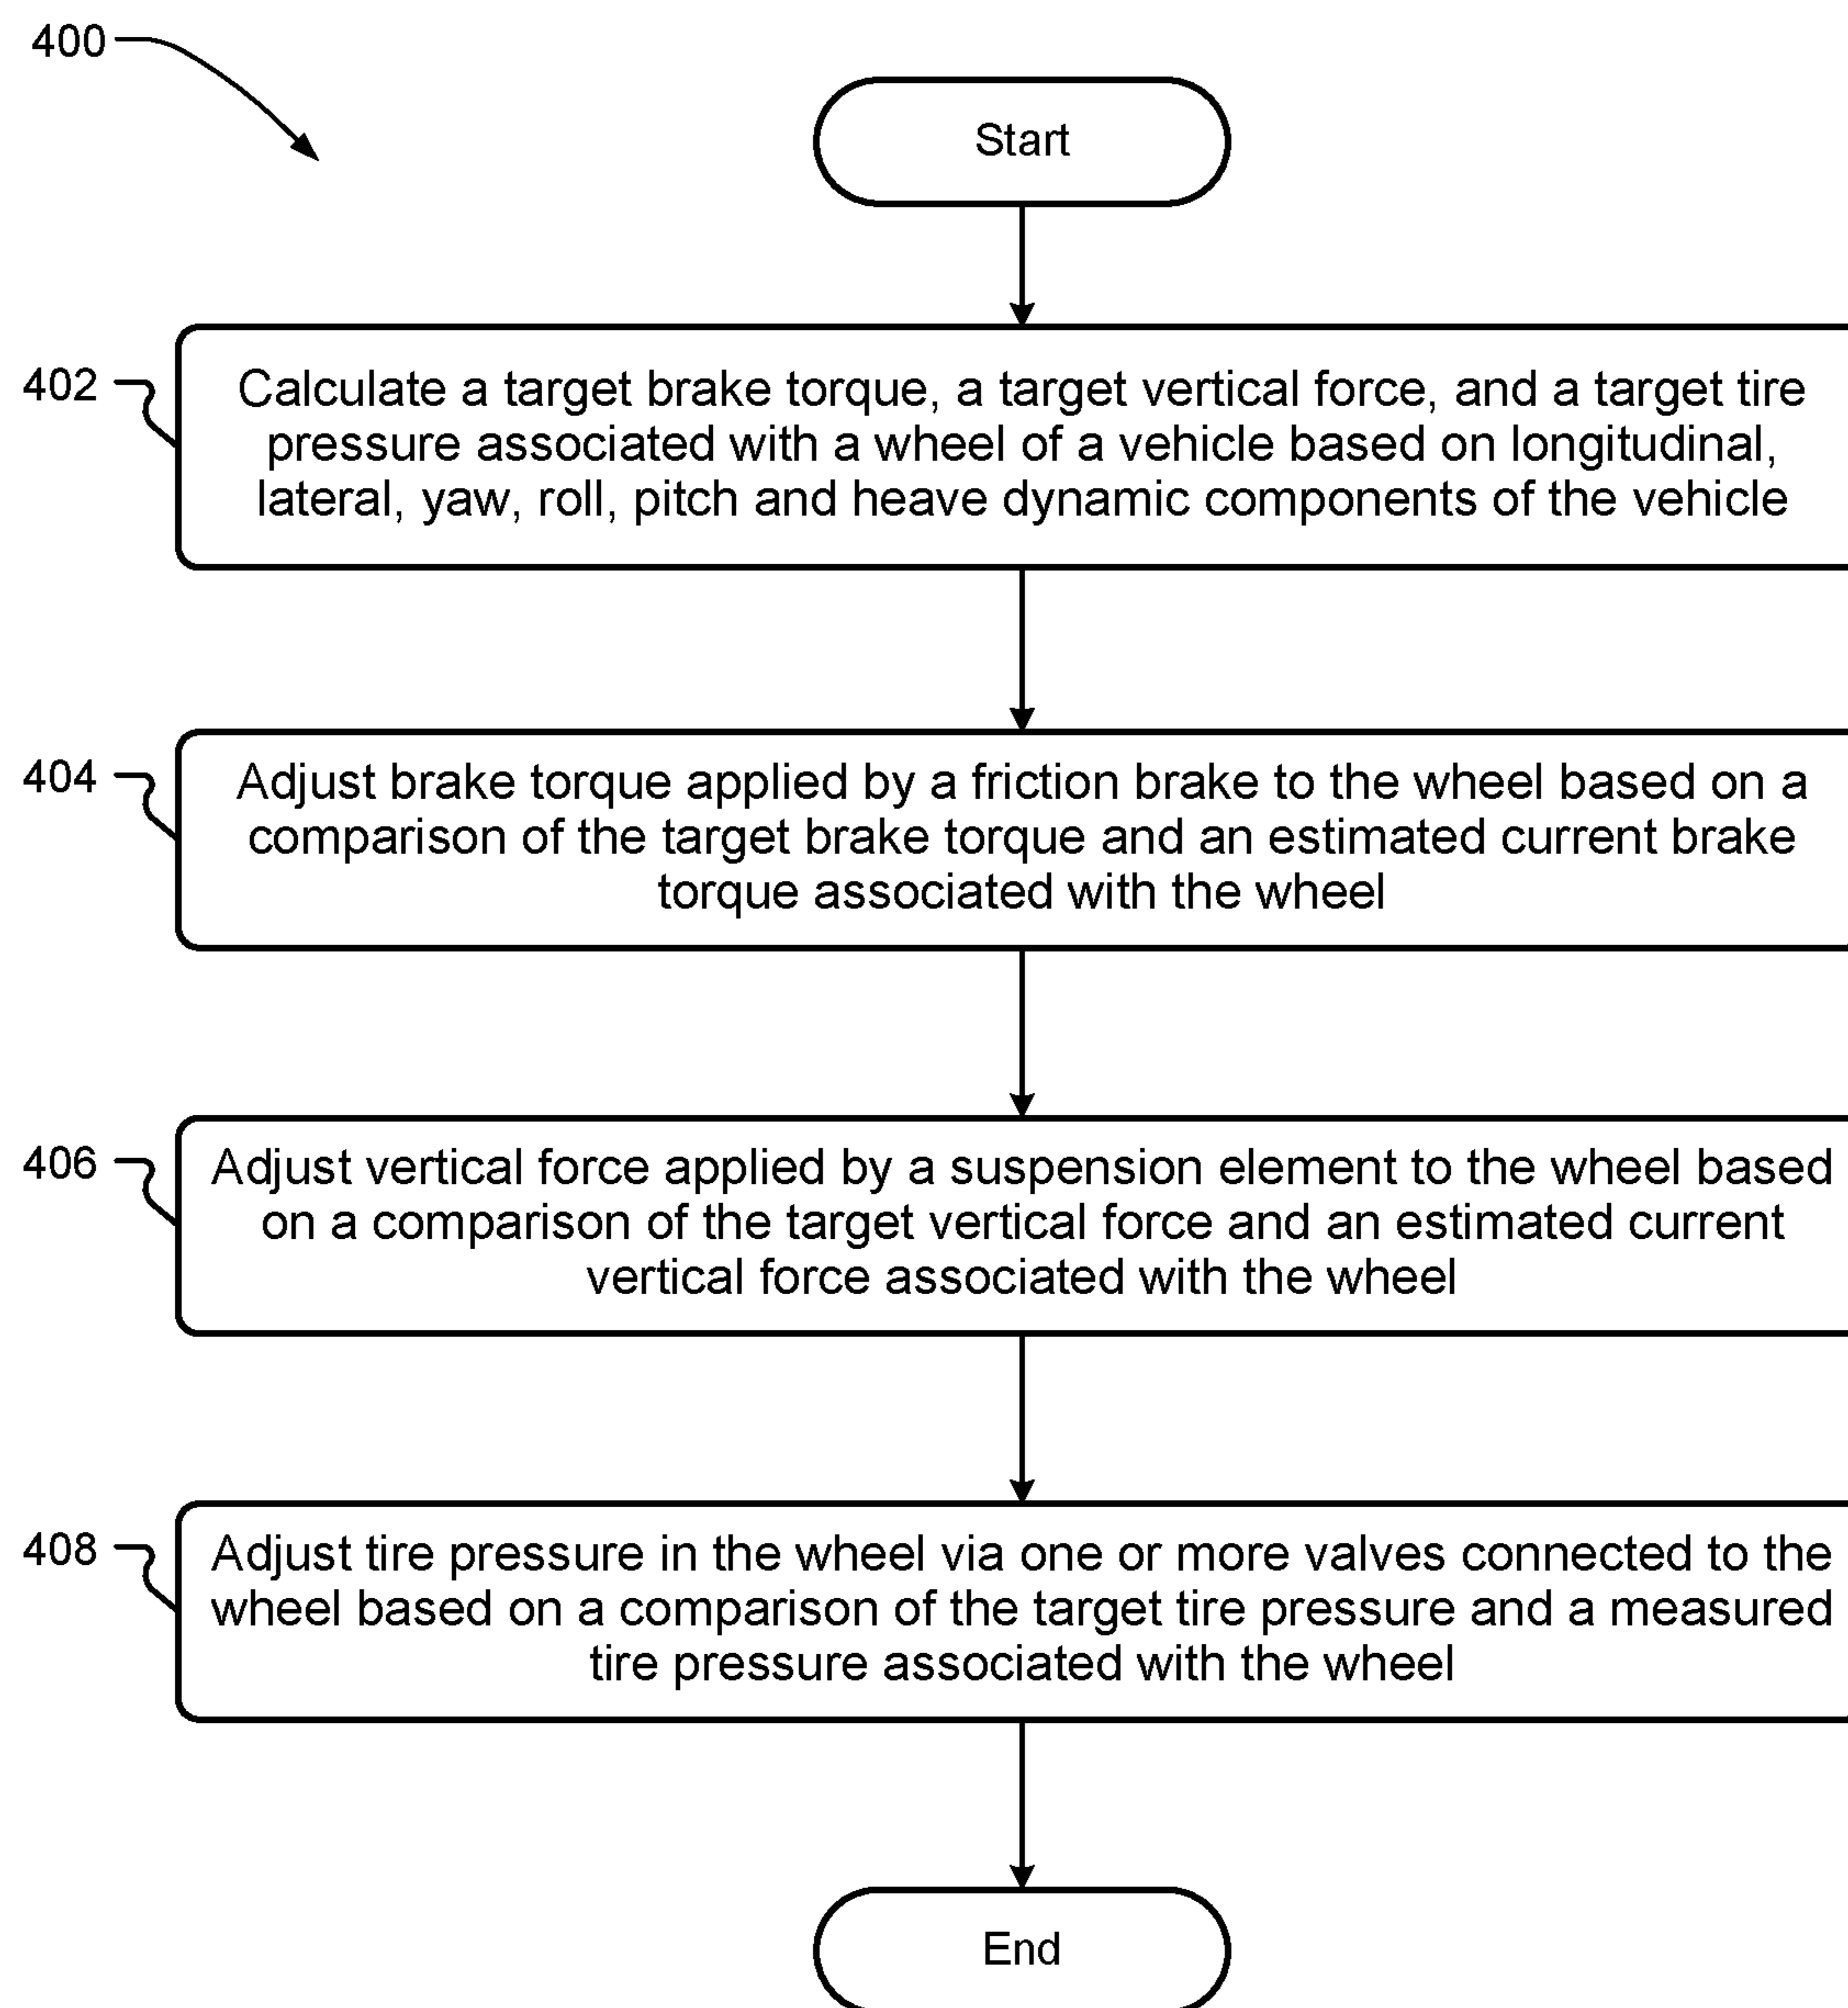 400
Start
402
Calculate a target brake torque, a target vertical force, and a target tire
pressure associated with a wheel of a vehicle based on longitudinal,
lateral, yaw, roll, pitch and heave dynamic components of the vehicle
404
Adjust brake torque applied by a friction brake to the wheel based on a
comparison of the target brake torque and an estimated current brake
torque associated with the wheel
406
Adjust vertical force applied by a suspension element to the wheel based
on a comparison of the target vertical force and an estimated current
vertical force associated with the wheel
408
Adjust tire pressure in the wheel via one or more valves connected to the
wheel based on a comparison of the target tire pressure and a measured
tire pressure associated with the wheel
End